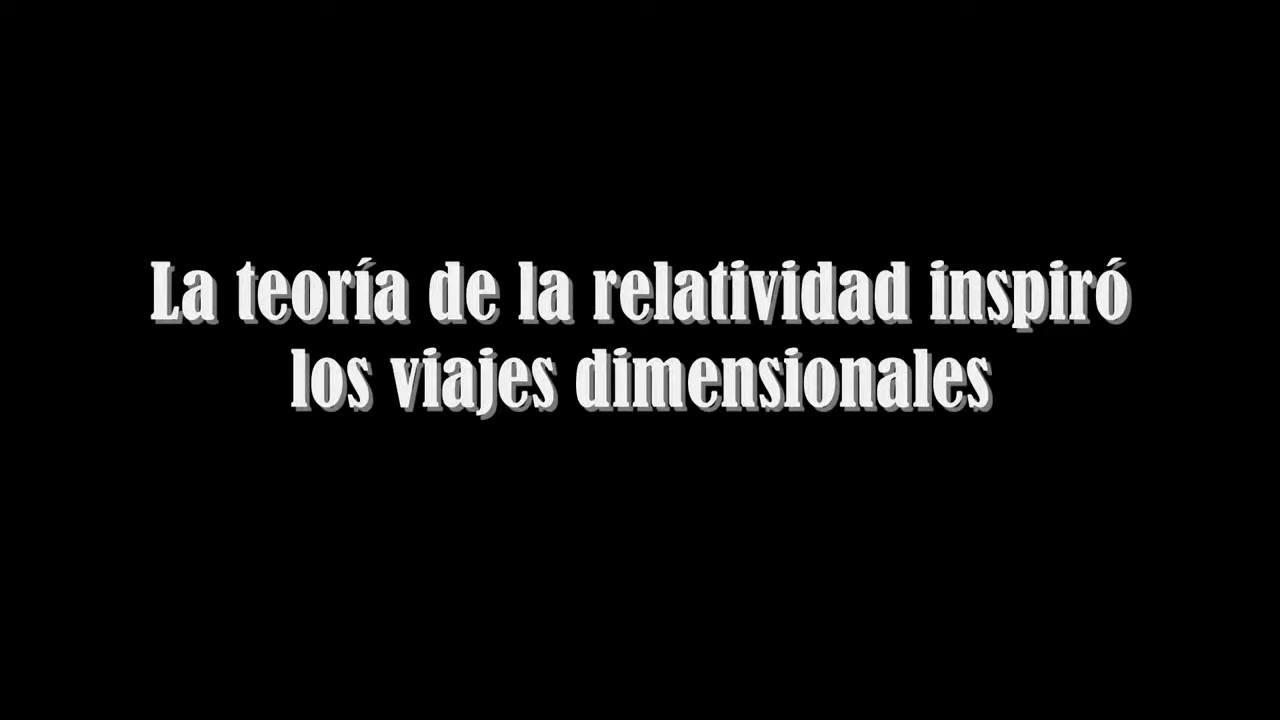 La teoría de la relatividad inspiró
los viajes dimensionales